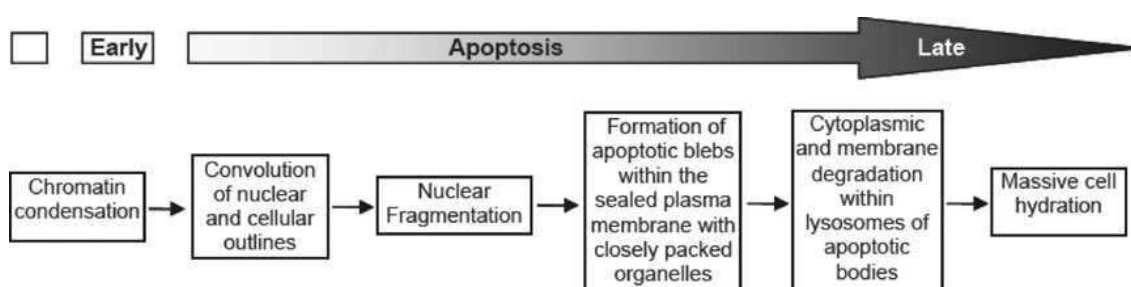 Early
Apoptosis
Late
Chromatin
condensation
Convolution
of nuclear
and cellular
outlines
Nuclear
Fragmentation
Formation of
apoptotic blebs
within the
sealed plasma
membrane with
closely packed
organelles
Cytoplasmic
and membrane
degradation
within
lysosomes of
apoptotic
bodies
Massive cell
hydration